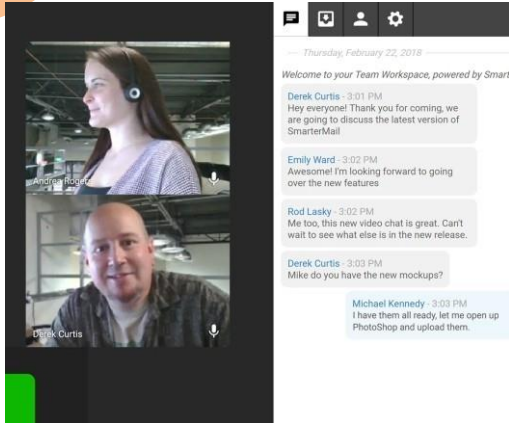 Andrea Rogers
Derek Curtis
Thursday, February 22, 2018
Welcome to your Team Workspace, powered by Smart
Derek Curtis - 3:01 PM
Hey everyone! Thank you for coming, we
are going to discuss the latest version of
SmarterMail
Emily Ward - 3:02 PM
Awesome! I'm looking forward to going
over the new features
Rod Lasky - 3:02 PM
Me too, this new video chat is great. Can't
wait to see what else is in the new release.
Derek Curtis - 3:03 PM
Mike do you have the new mockups?
Michael Kennedy - 3:03 PM
I have them all ready, let me open up
PhotoShop and upload them.